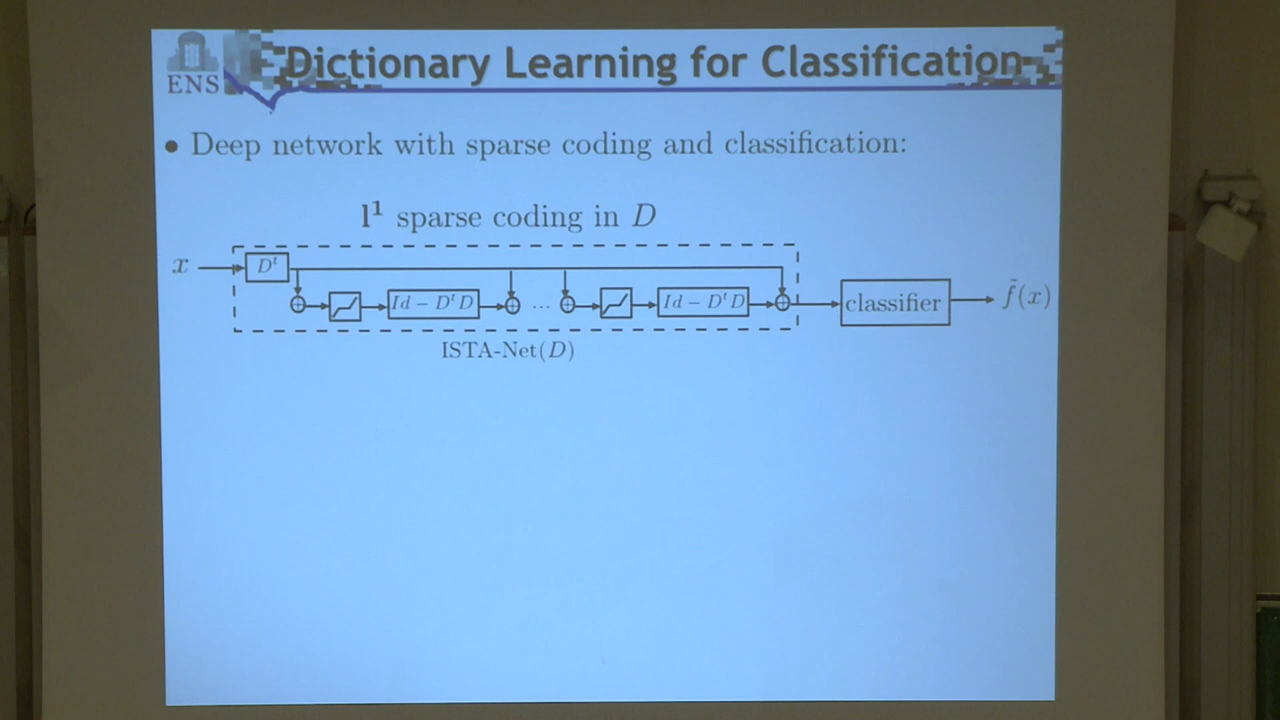 Dictionary Learning for Classification
ENS
• Deep network with sparse coding and classification:
l¹ sparse coding in D
x
Dᵗ
Id − DᵗD
...
Id − DᵗD
classifier
f̃(x)
ISTA-Net(D)